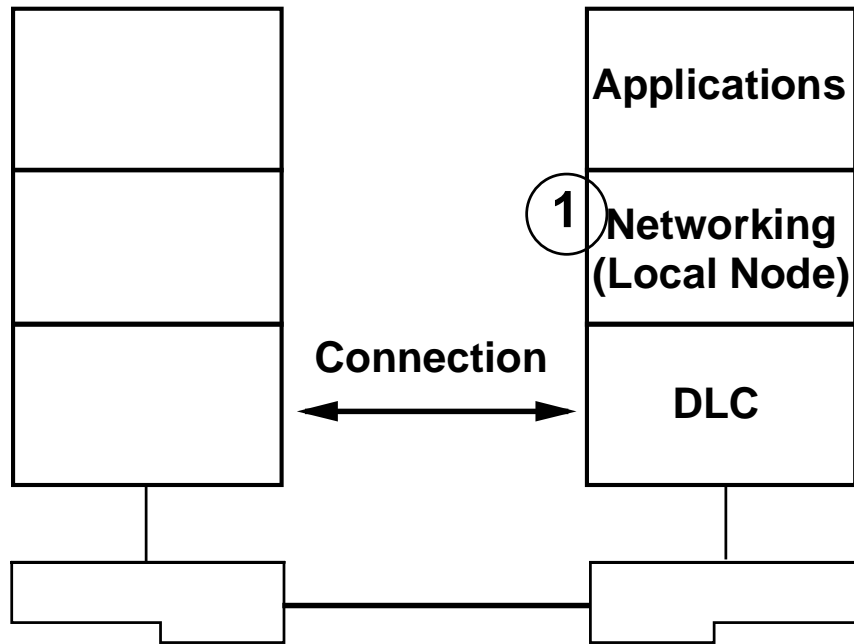 Applications
1
Networking
(Local Node)
Connection
DLC